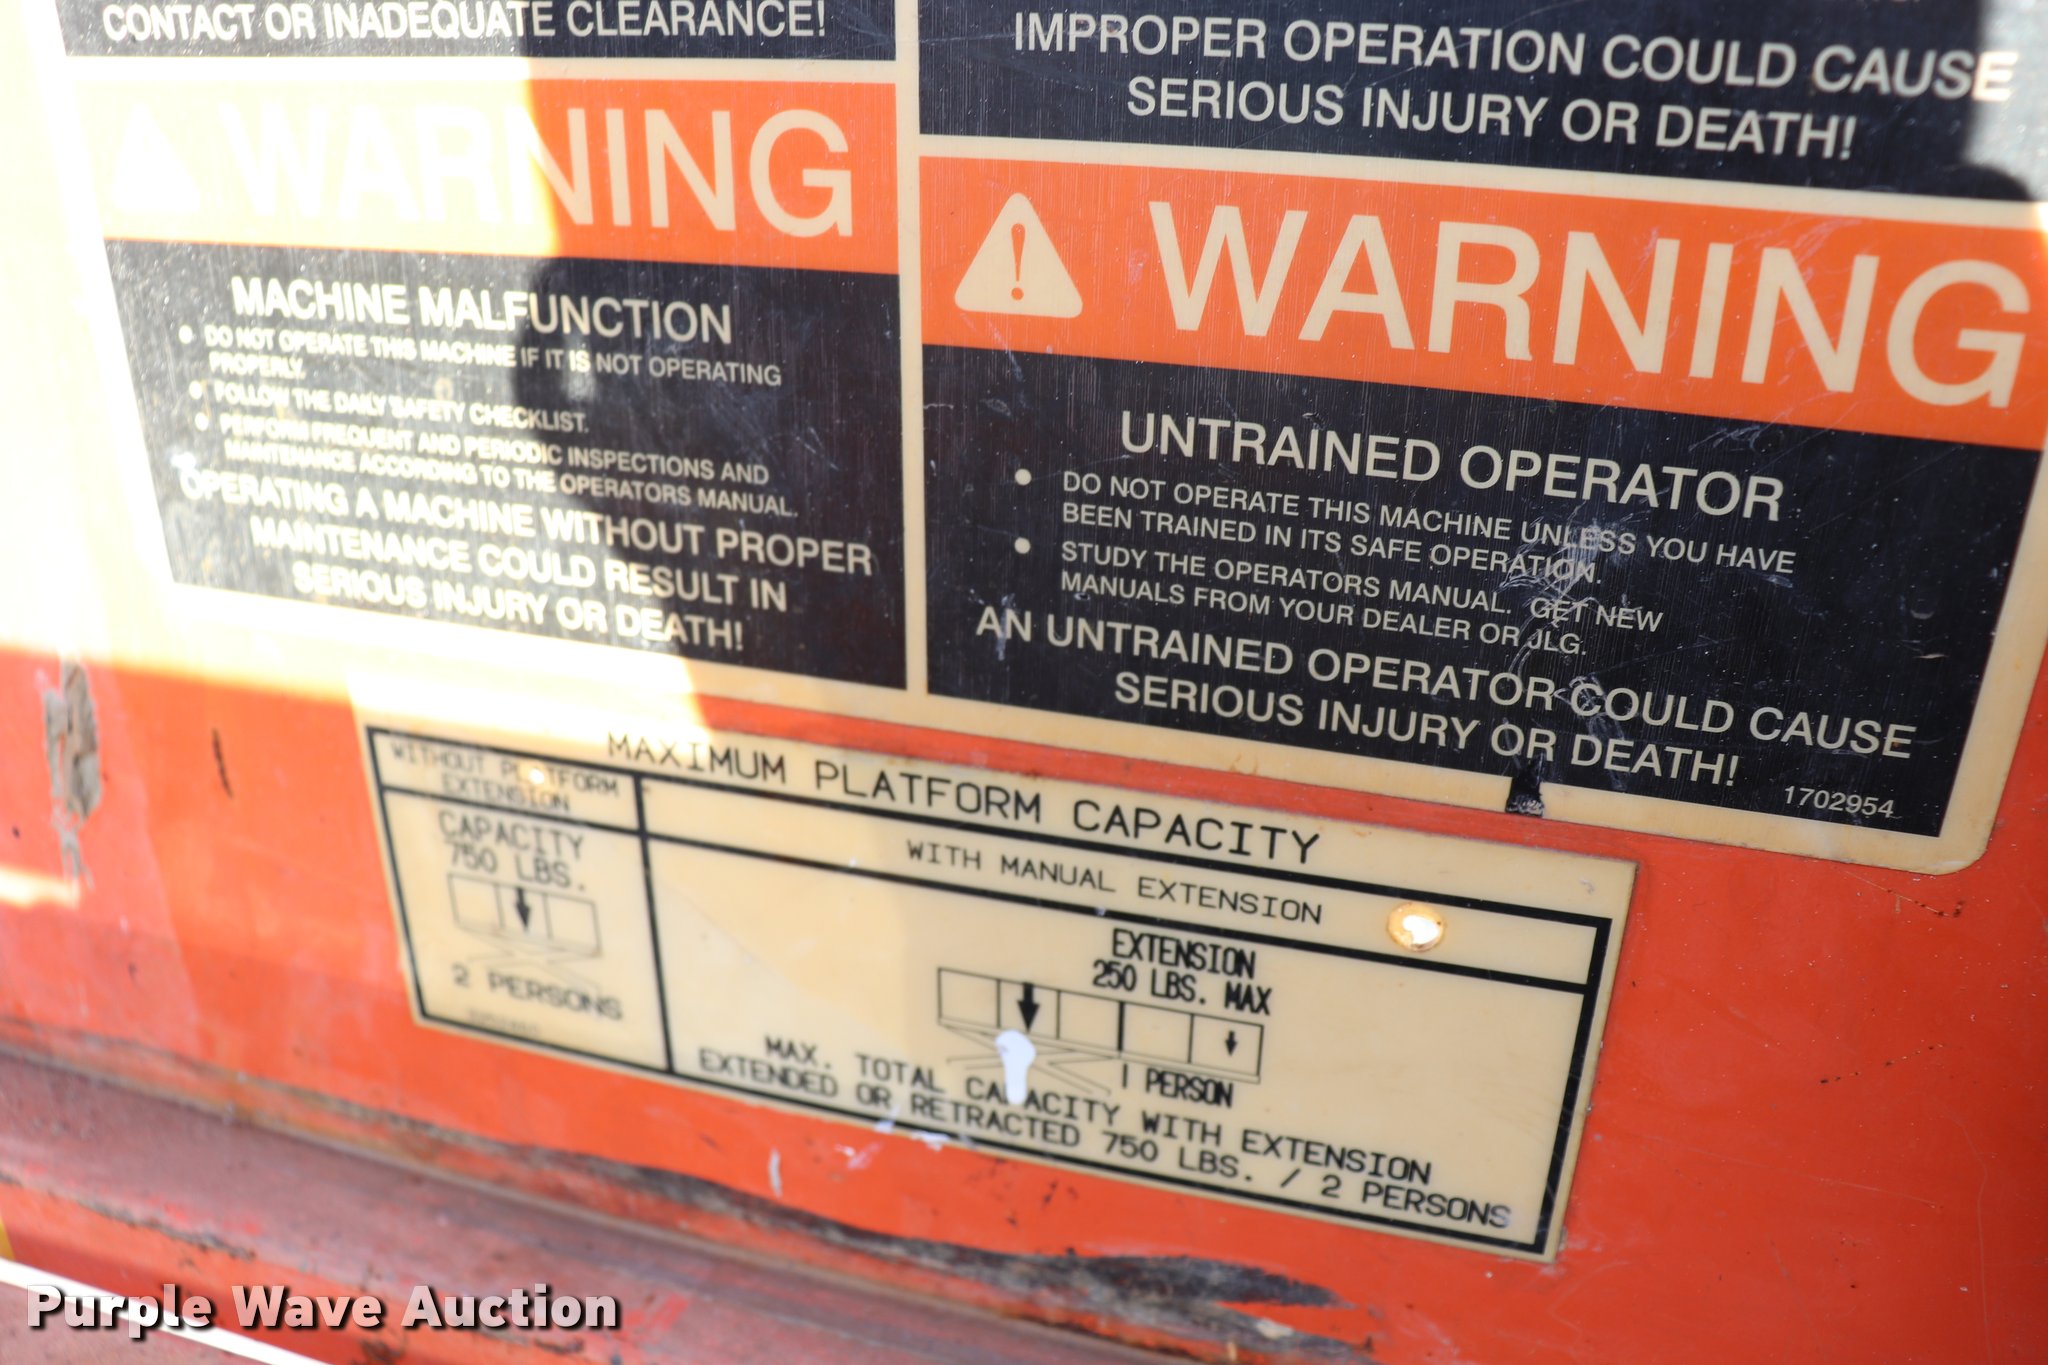 CONTACT OR INADEQUATE CLEARANCE!
WARNING
MACHINE MALFUNCTION
• DO NOT OPERATE THIS MACHINE IF IT IS NOT OPERATING
PROPERLY.
• FOLLOW THE DAILY SAFETY CHECKLIST.
• PERFORM FREQUENT AND PERIODIC INSPECTIONS AND
MAINTENANCE ACCORDING TO THE OPERATORS MANUAL.
OPERATING A MACHINE WITHOUT PROPER
MAINTENANCE COULD RESULT IN
SERIOUS INJURY OR DEATH!
IMPROPER OPERATION COULD CAUSE
SERIOUS INJURY OR DEATH!
WARNING
UNTRAINED OPERATOR
• DO NOT OPERATE THIS MACHINE UNLESS YOU HAVE
BEEN TRAINED IN ITS SAFE OPERATION.
• STUDY THE OPERATORS MANUAL. GET NEW
MANUALS FROM YOUR DEALER OR JLG.
AN UNTRAINED OPERATOR COULD CAUSE
SERIOUS INJURY OR DEATH!
1702954
MAXIMUM PLATFORM CAPACITY
WITHOUT PLATFORM
EXTENSION
CAPACITY
750 LBS.
2 PERSONS
WITH MANUAL EXTENSION
EXTENSION
250 LBS. MAX
1 PERSON
MAX. TOTAL CAPACITY WITH EXTENSION
EXTENDED OR RETRACTED 750 LBS. / 2 PERSONS
Purple Wave Auction